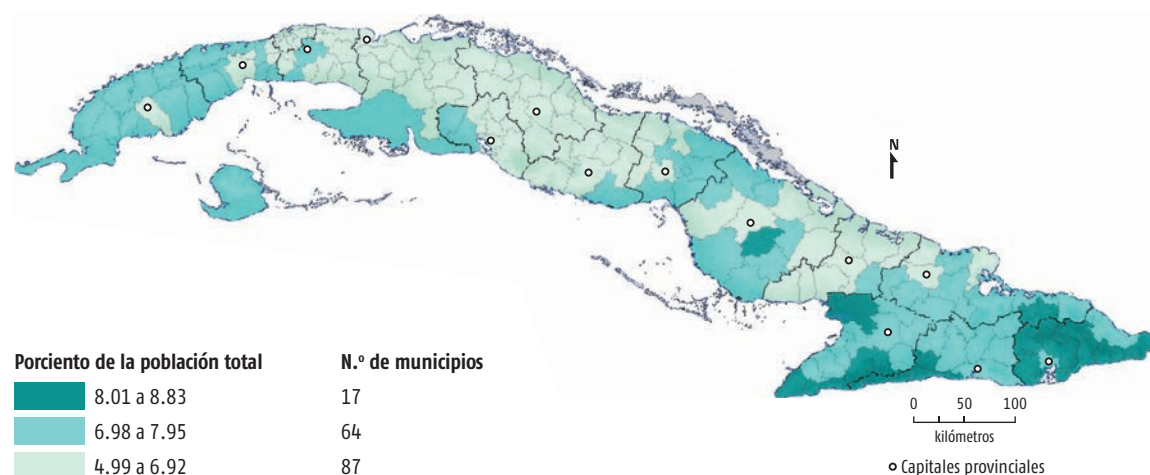 N
Porciento de la población total N.º de municipios
8.01 a 8.83 17
6.98 a 7.95 64
4.99 a 6.92 87
0 50 100
kilómetros
Capitales provinciales